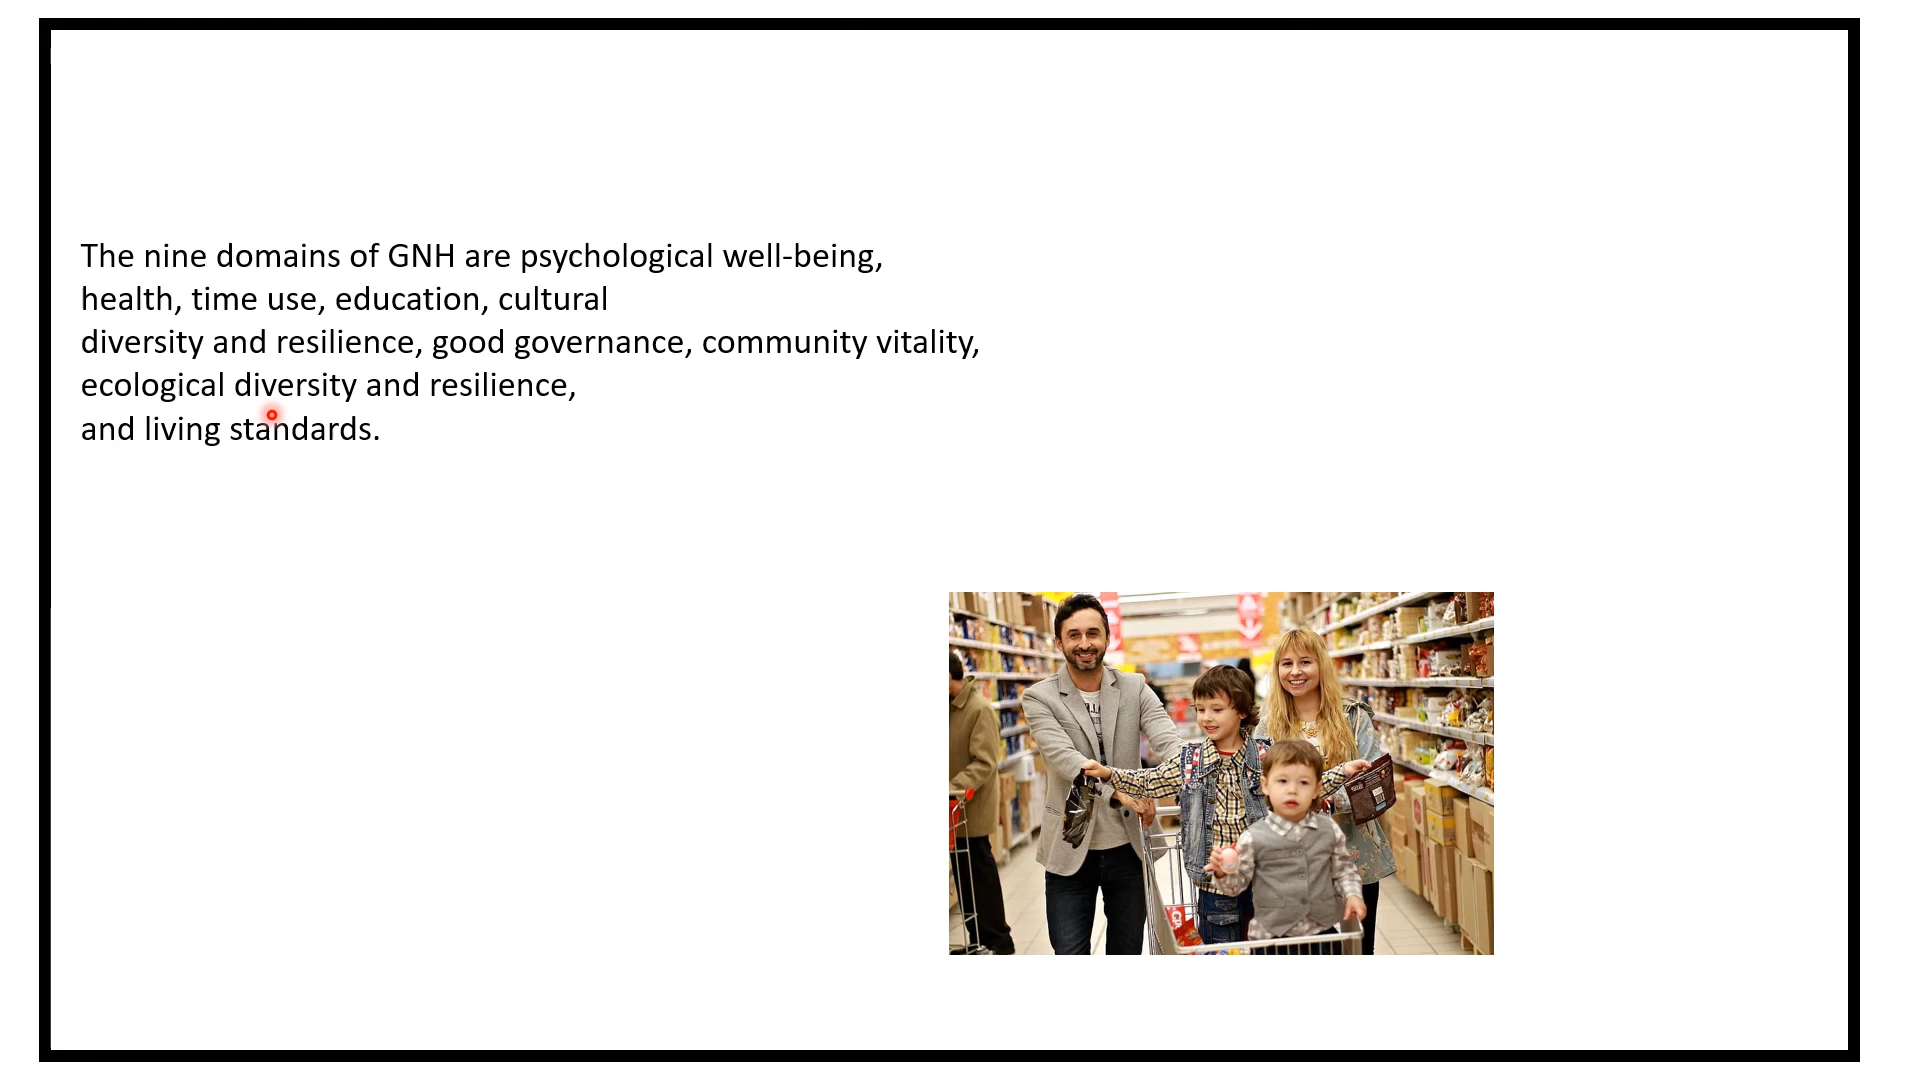 The nine domains of GNH are psychological well-being,
health, time use, education, cultural
diversity and resilience, good governance, community vitality,
ecological diversity and resilience,
and living standards.